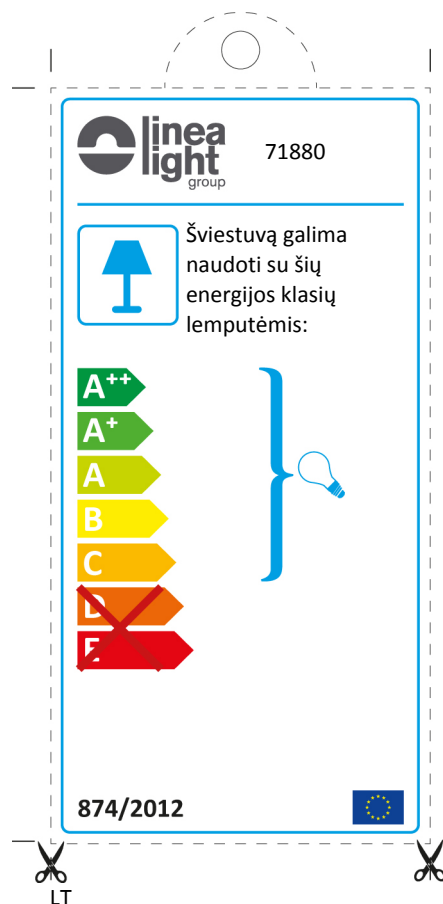 linea
light
group
71880
Šviestuvą galima
naudoti su šių
energijos klasių
lemputėmis:
A++
A+
A
B
C
D
E
874/2012
LT